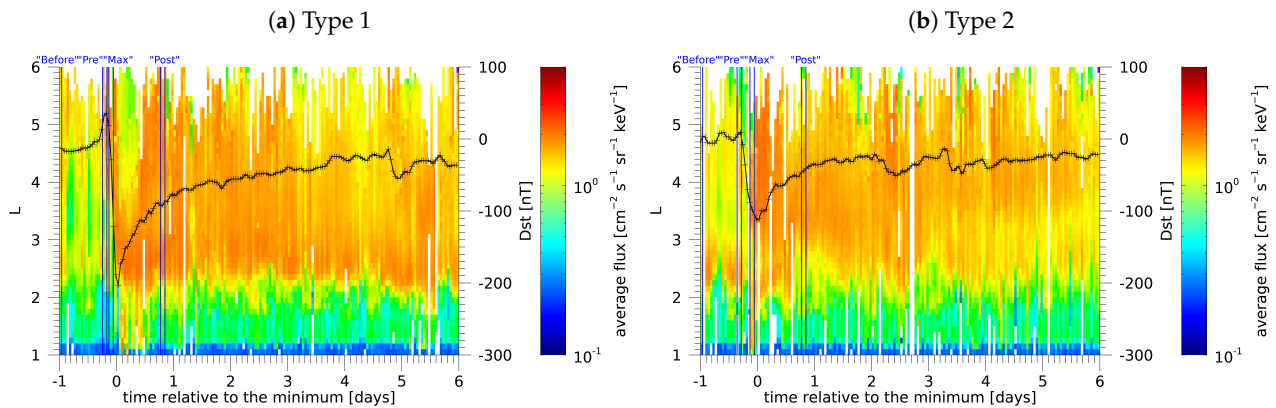 (a) Type 1
"Before""Pre""Max" "Post"
6
5
4
3
2
1
L
-1 0 1 2 3 4 5 6
time relative to the minimum [days]
100
0
-100
-200
-300
Dst [nT]
10⁰
10⁻¹
average flux [cm⁻² s⁻¹ sr⁻¹ keV⁻¹]
(b) Type 2
"Before""Pre""Max" "Post"
6
5
4
3
2
1
L
-1 0 1 2 3 4 5 6
time relative to the minimum [days]
100
0
-100
-200
-300
Dst [nT]
10⁰
10⁻¹
average flux [cm⁻² s⁻¹ sr⁻¹ keV⁻¹]